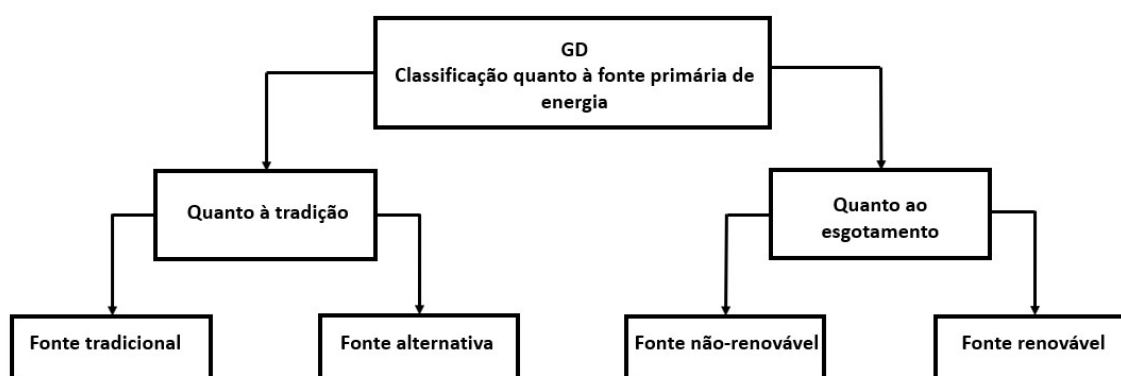 GD
Classificação quanto à fonte primária de
energia
Quanto à tradição
Quanto ao
esgotamento
Fonte tradicional
Fonte alternativa
Fonte não-renovável
Fonte renovável